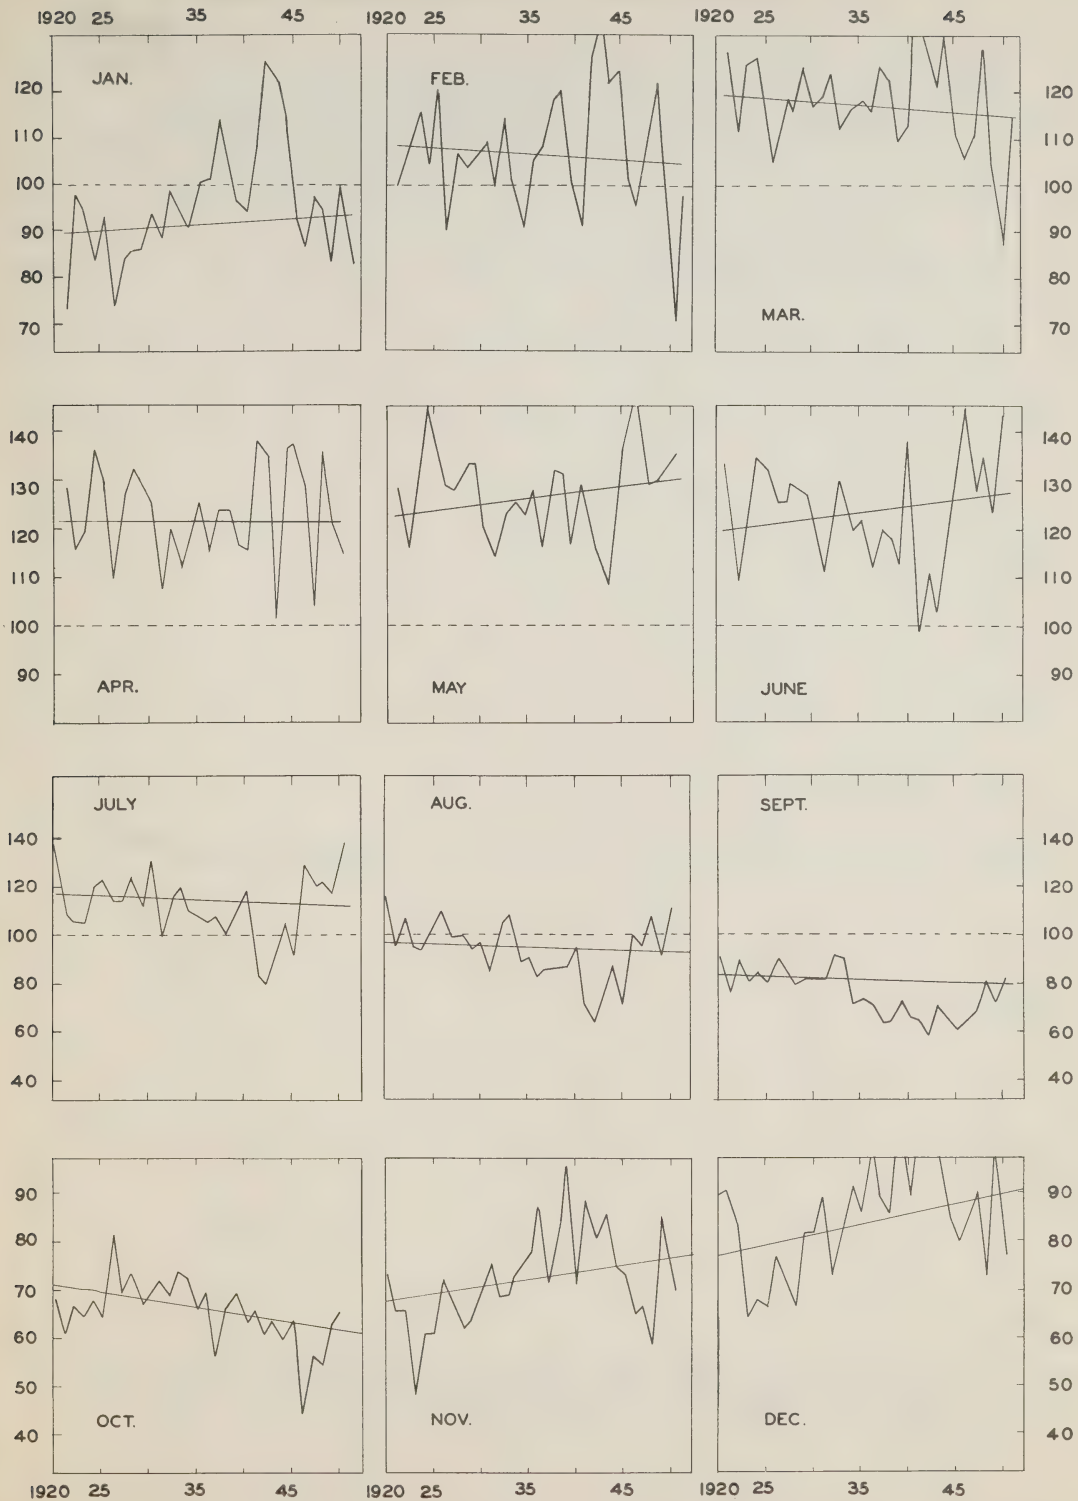 1920 25 35 45 1920 25 35 45 1920 25 35 45
JAN. FEB.
MAR.
120 110 100 90 80 70
120 110 100 90 80 70
APR. MAY JUNE
140 130 120 110 100 90
140 130 120 110 100 90
JULY AUG. SEPT.
140 120 100 80 60 40
140 120 100 80 60 40
OCT. NOV. DEC.
90 80 70 60 50 40
90 80 70 60 50 40
1920 25 35 45 1920 25 35 45 1920 25 35 45